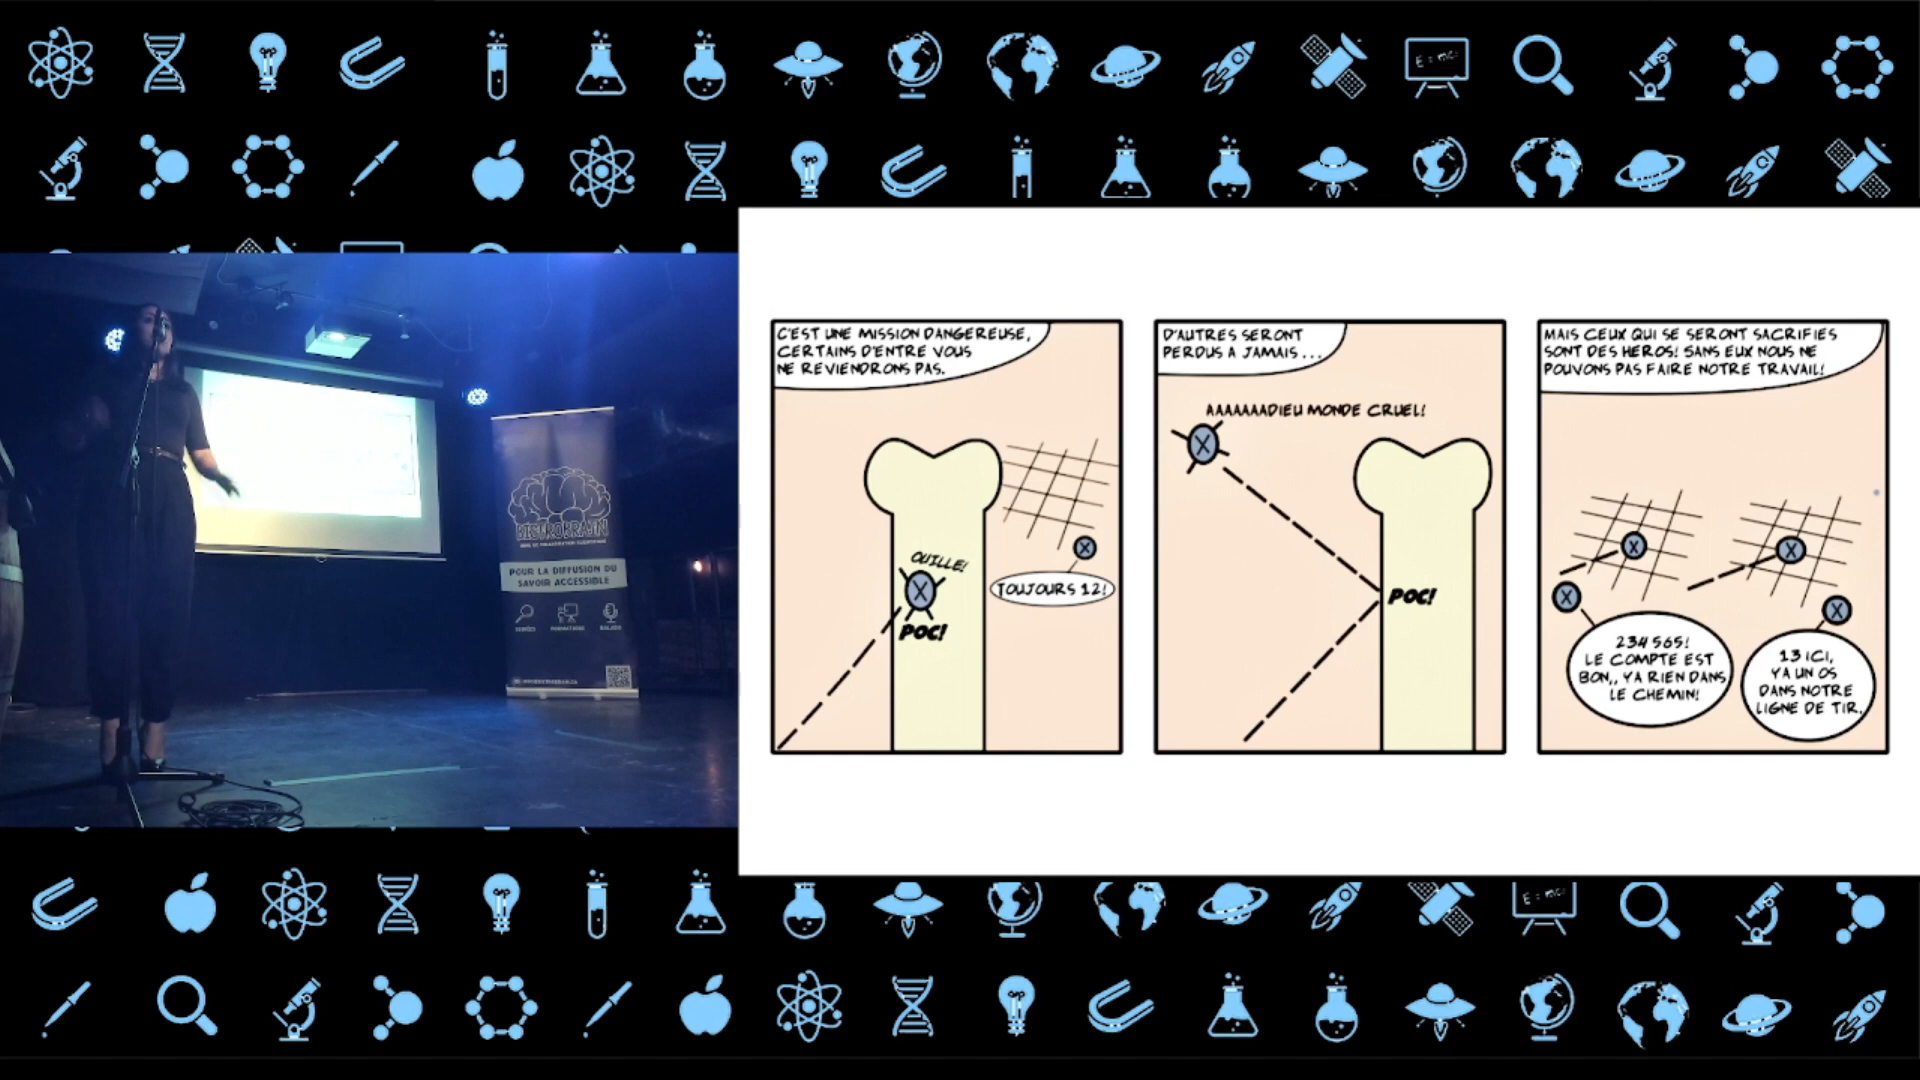 E = mc²
C'EST UNE MISSION DANGEREUSE,
CERTAINS D'ENTRE VOUS
NE REVIENDRONS PAS.
OUILLE!
POC!
TOUJOURS 12!
D'AUTRES SERONT
PERDUS A JAMAIS...
AAAAAAADIEU MONDE CRUEL!
POC!
MAIS CEUX QUI SE SERONT SACRIFIES
SONT DES HEROS! SANS EUX NOUS NE
POUVONS PAS FAIRE NOTRE TRAVAIL!
234 565!
LE COMPTE EST
BON,, YA RIEN DANS
LE CHEMIN!
13 ICI,
YA UN OS
DANS NOTRE
LIGNE DE TIR.
BISTROBRAIN
POUR LA DIFFUSION DU
SAVOIR ACCESSIBLE
E = mc²